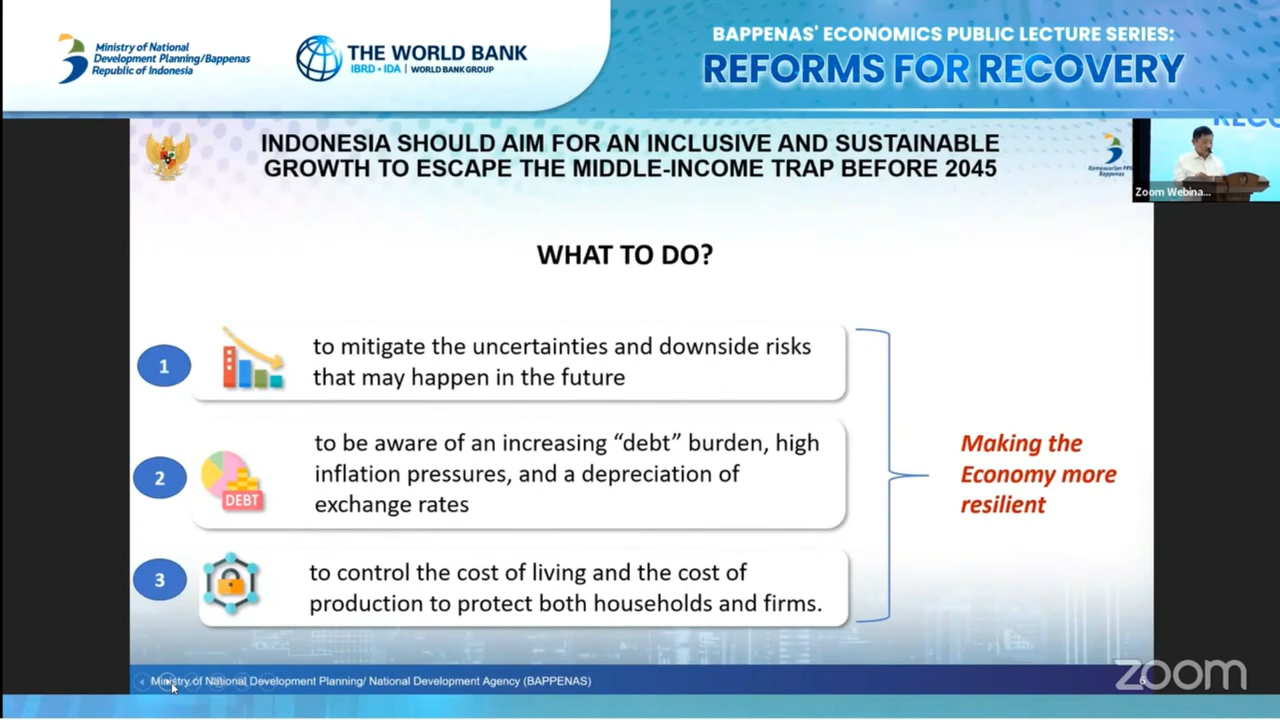 Ministry of National
Development Planning/Bappenas
Republic of Indonesia
THE WORLD BANK
IBRD • IDA | WORLD BANK GROUP
BAPPENAS' ECONOMICS PUBLIC LECTURE SERIES:
REFORMS FOR RECOVERY
INDONESIA SHOULD AIM FOR AN INCLUSIVE AND SUSTAINABLE
GROWTH TO ESCAPE THE MIDDLE-INCOME TRAP BEFORE 2045
Kementerian PPN
Bappenas
Zoom Webina...
WHAT TO DO?
1
to mitigate the uncertainties and downside risks
that may happen in the future
2
DEBT
to be aware of an increasing “debt” burden, high
inflation pressures, and a depreciation of
exchange rates
3
to control the cost of living and the cost of
production to protect both households and firms.
Making the
Economy more
resilient
Ministry of National Development Planning/ National Development Agency (BAPPENAS)
6
zoom